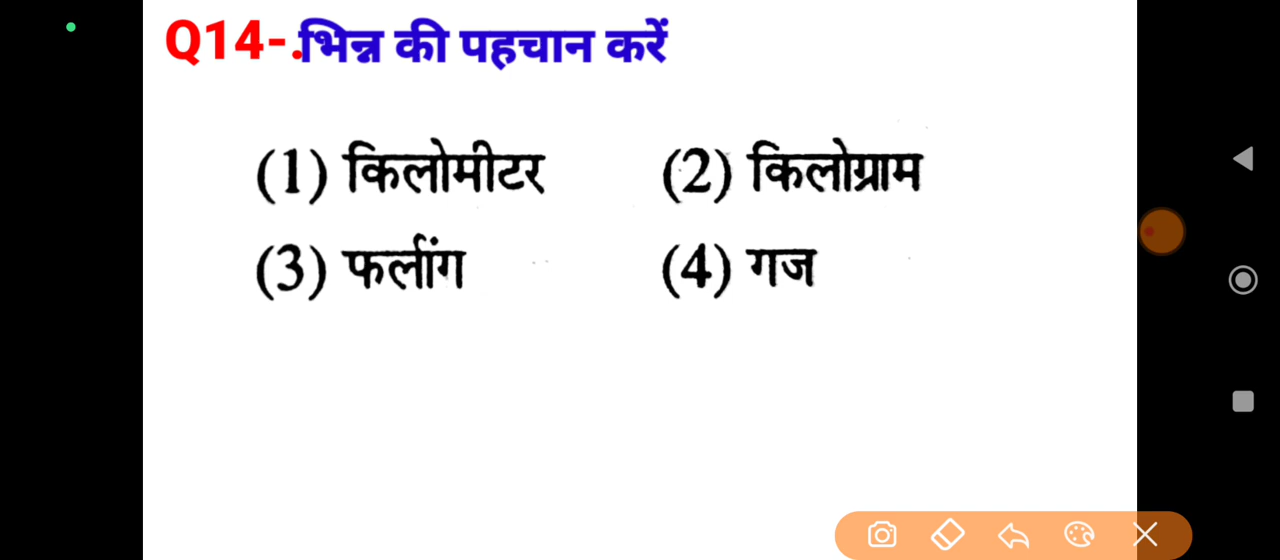 Q14-.भिन्न की पहचान करें
(1) किलोमीटर (2) किलोग्राम
(3) फर्लांग (4) गज